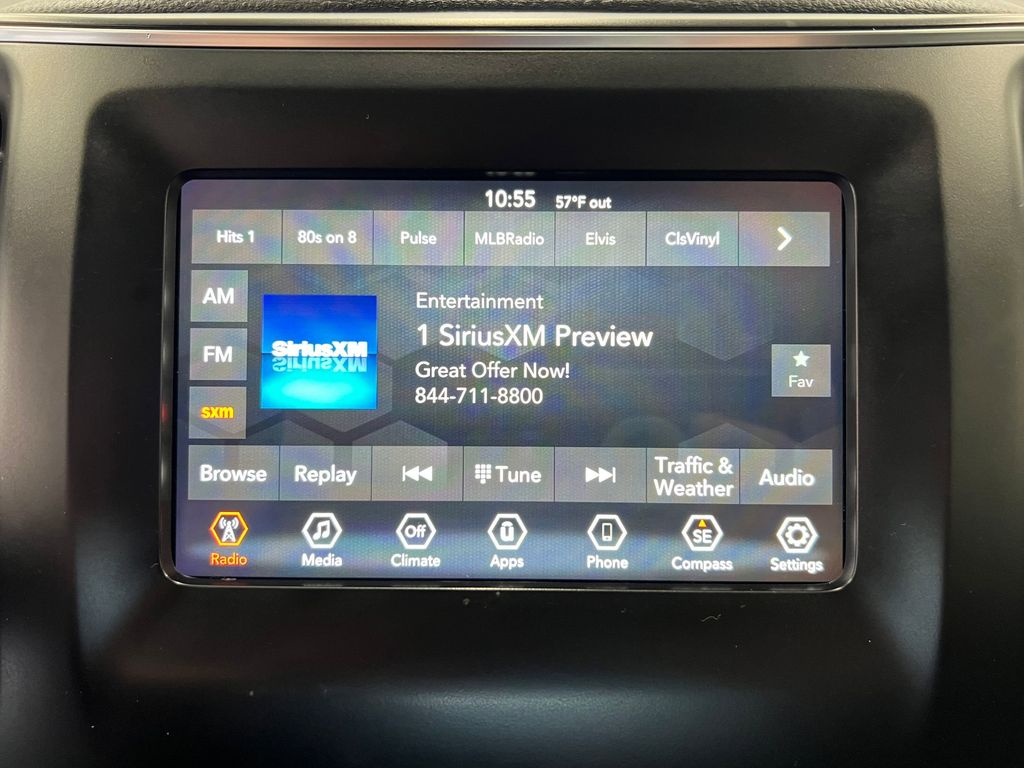 10:55 57°F out
Hits 1 80s on 8 Pulse MLBRadio Elvis ClsVinyl
AM
FM
sxm
SiriusXM
Entertainment
1 SiriusXM Preview
Great Offer Now!
844-711-8800
Fav
Browse Replay Tune Traffic & Weather Audio
Off SE
Radio Media Climate Apps Phone Compass Settings